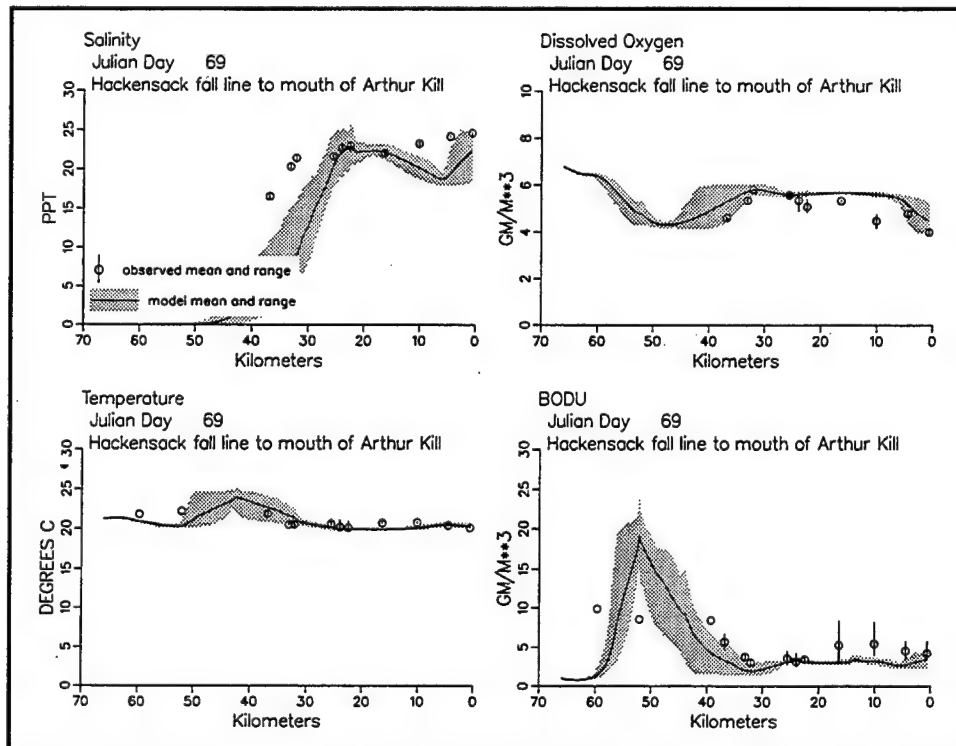 Salinity
Julian Day 69
Hackensack fall line to mouth of Arthur Kill
30
25
20
15
10
5
0
PPT
observed mean and range
model mean and range
70 60 50 40 30 20 10 0
Kilometers
Dissolved Oxygen
Julian Day 69
Hackensack fall line to mouth of Arthur Kill
10
8
6
4
2
0
GM/M**3
70 60 50 40 30 20 10 0
Kilometers
Temperature
Julian Day 69
Hackensack fall line to mouth of Arthur Kill
30
25
20
15
10
5
0
DEGREES C
70 60 50 40 30 20 10 0
Kilometers
BODU
Julian Day 69
Hackensack fall line to mouth of Arthur Kill
30
25
20
15
10
5
0
GM/M**3
70 60 50 40 30 20 10 0
Kilometers